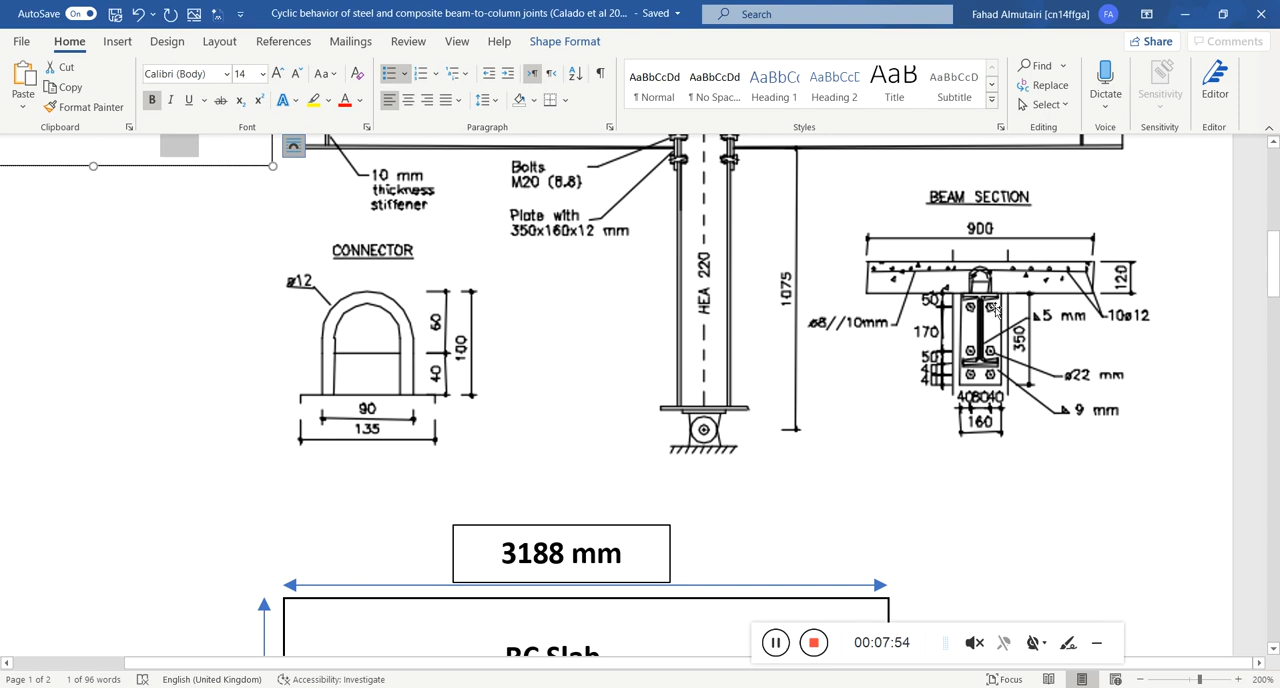 AutoSave On Cyclic behavior of steel and composite beam-to-column joints (Calado et al 20... - Saved Search Fahad Almutairi [cn14ffga] FA
File Home Insert Design Layout References Mailings Review View Help Shape Format Share Comments
Paste Cut Copy Format Painter
Calibri (Body) 14
AaBbCcDd AaBbCcDd AaBbCc AaBbCcD AaB AaBbCcD
¶ Normal ¶ No Spac... Heading 1 Heading 2 Title Subtitle
Find Replace Select Dictate Sensitivity Editor
Clipboard Font Paragraph Styles Editing Voice Sensitivity Editor
10 mm
thickness
stiffener
Bolts
M20 (8.8)
Plate with
350x160x12 mm
HEA 220
1075
CONNECTOR
ø12
60
100
40
90
135
BEAM SECTION
900
120
50
ø8//10mm
5 mm
10ø12
170
350
50
ø22 mm
9 mm
408040
160
3188 mm
RC Slab
00:07:54
Page 1 of 2 1 of 96 words English (United Kingdom) Accessibility: Investigate Focus 200%